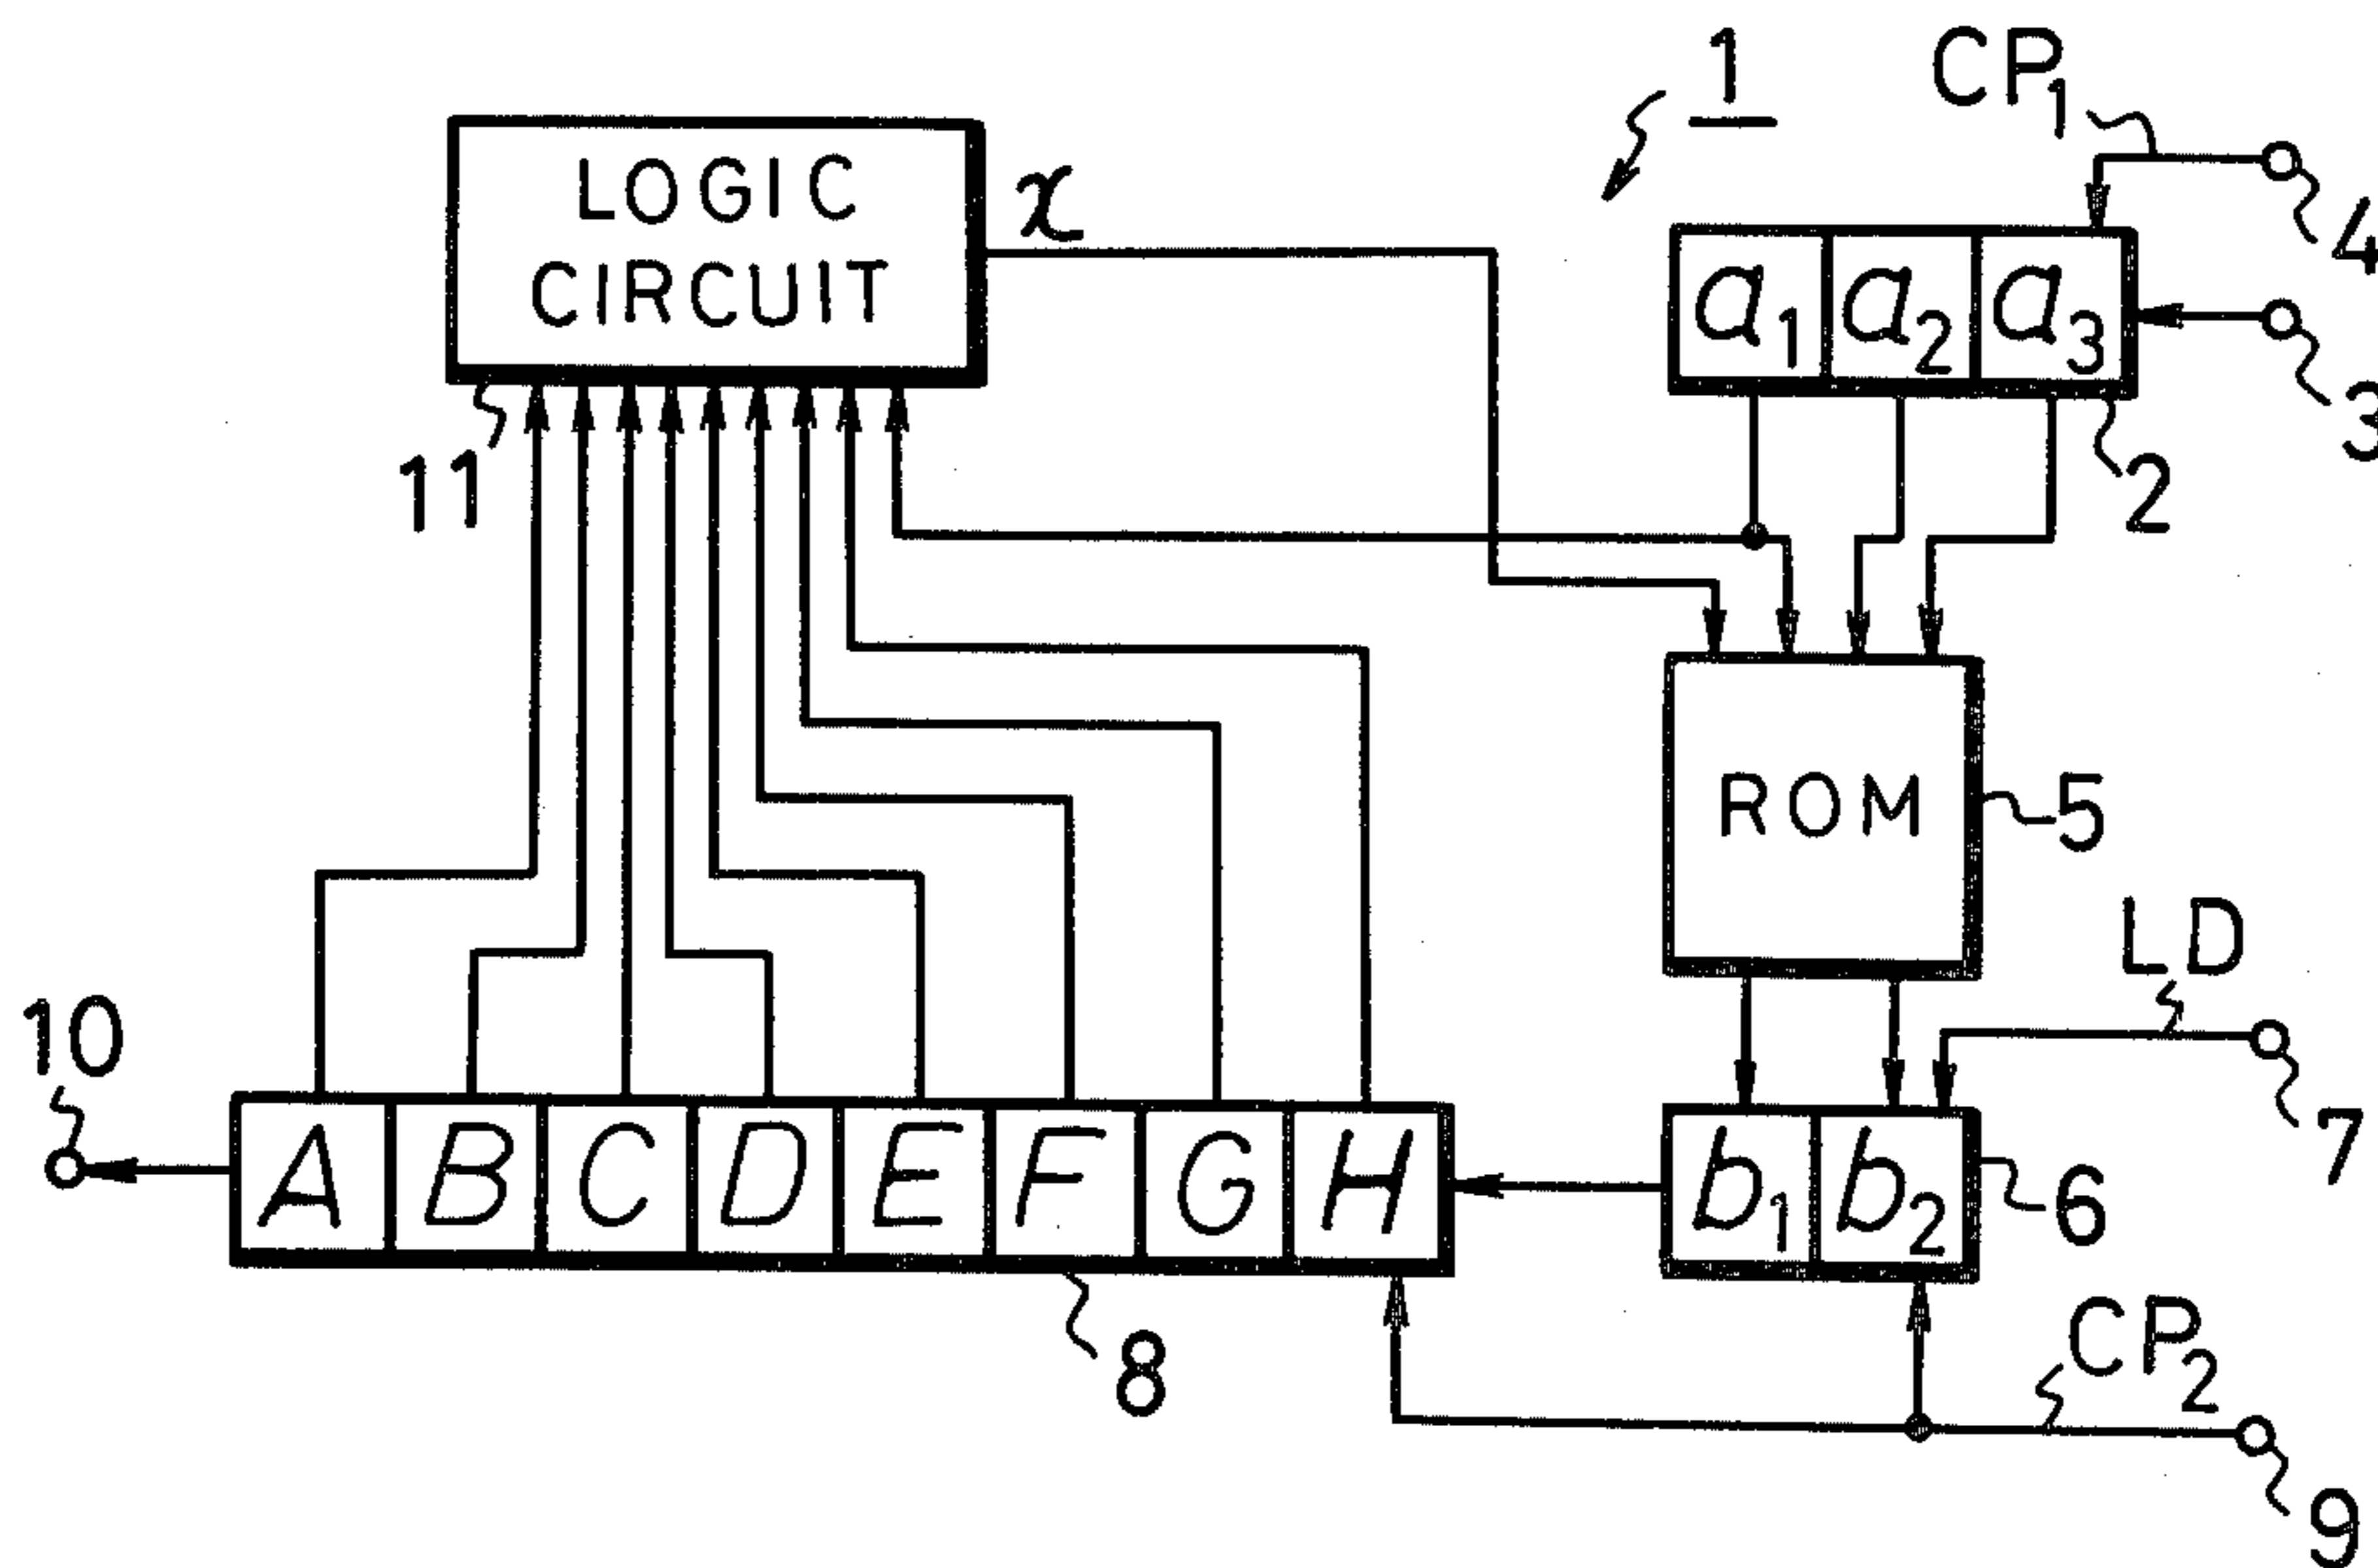 1
CP1
LOGIC
CIRCUIT
x
4
a1 a2 a3
3
11
2
ROM
5
LD
10
7
A B C D E F G H
b1 b2
6
8
CP2
9